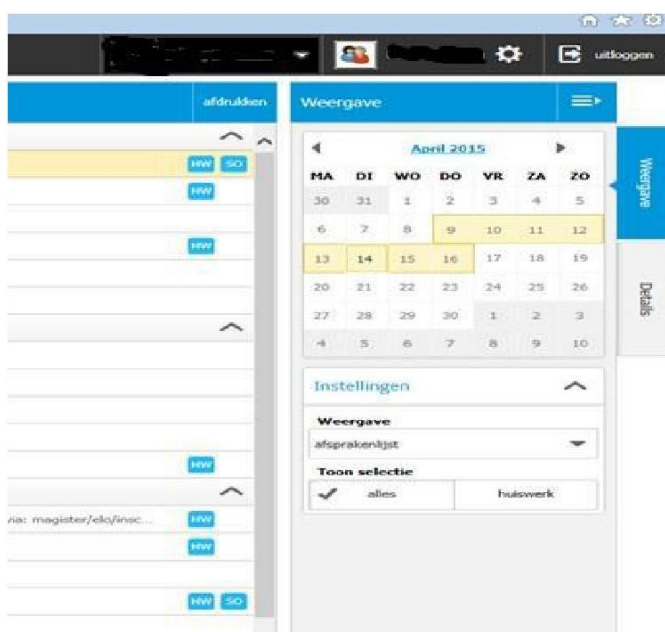 uitloggen
afdrukken
HW SO
HW
HW
HW
via: magister/elo/insc... HW
HW
HW SO
Weergave
April 2015
MA DI WO DO VR ZA ZO
30 31 1 2 3 4 5
6 7 8 9 10 11 12
13 14 15 16 17 18 19
20 21 22 23 24 25 26
27 28 29 30 1 2 3
4 5 6 7 8 9 10
Instellingen
Weergave
afsprakenlijst
Toon selectie
alles huiswerk
Weergave
Details